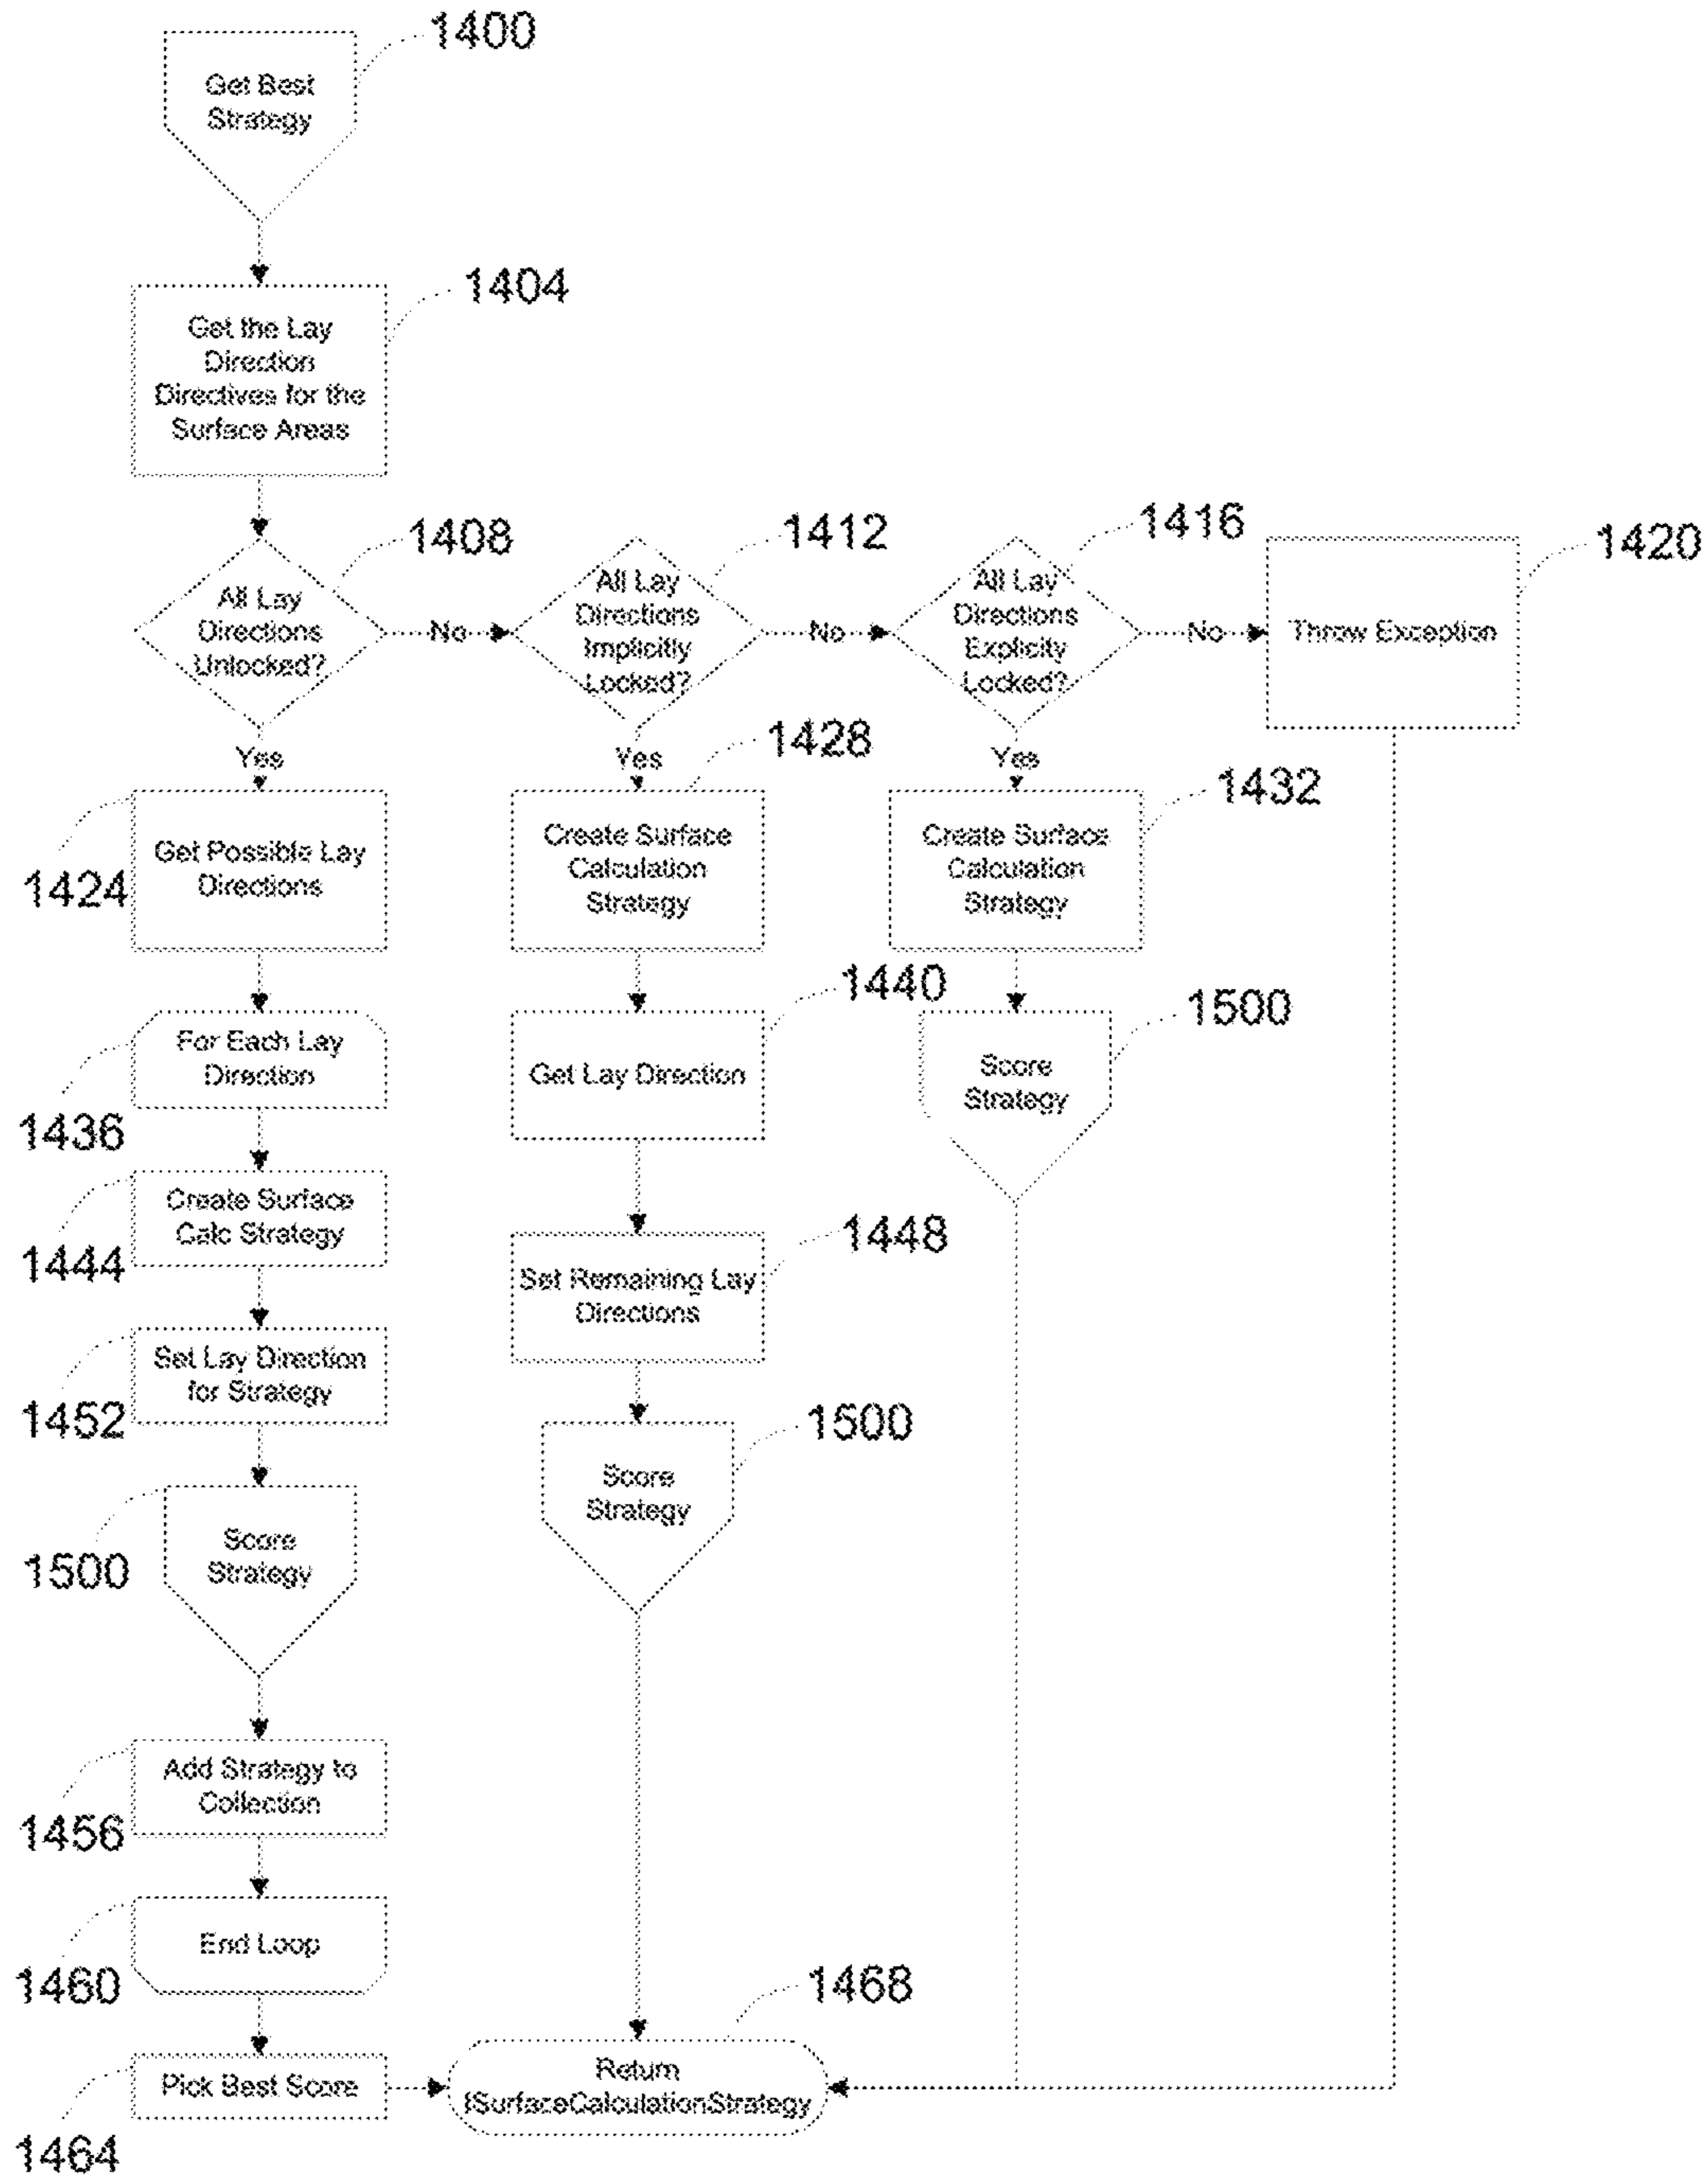 1400
Get Best
Strategy
1404
Get the Lay
Direction
Directives for the
Surface Areas
1408
All Lay
Directions
Unlocked?
No
1412
All Lay
Directions
Implicitly
Locked?
No
1416
All Lay
Directions
Explicity
Locked?
No
1420
Throw Exception
Yes
Yes
Yes
1424
Get Possible Lay
Directions
1428
Create Surface
Calculation
Strategy
1432
Create Surface
Calculation
Strategy
1436
For Each Lay
Direction
1440
Get Lay Direction
1500
Score
Strategy
1444
Create Surface
Calc Strategy
1448
Set Remaining Lay
Directions
1452
Set Lay Direction
for Strategy
1500
Score
Strategy
1500
Score
Strategy
1456
Add Strategy to
Collection
1460
End Loop
1464
Pick Best Score
1468
Return
ISurfaceCalculationStrategy